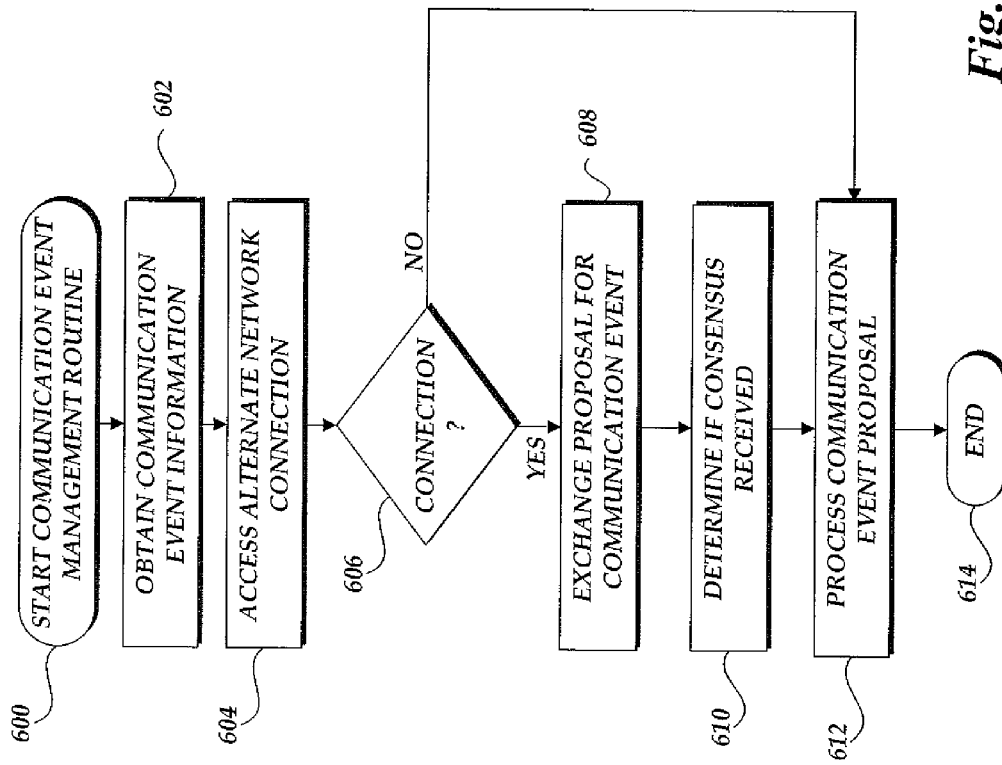 600
START COMMUNICATION EVENT
MANAGEMENT ROUTINE
602
OBTAIN COMMUNICATION
EVENT INFORMATION
604
ACCESS ALTERNATE NETWORK
CONNECTION
606
CONNECTION
?
NO
YES
608
EXCHANGE PROPOSAL FOR
COMMUNICATION EVENT
610
DETERMINE IF CONSENSUS
RECEIVED
612
PROCESS COMMUNICATION
EVENT PROPOSAL
614
END
Fig.